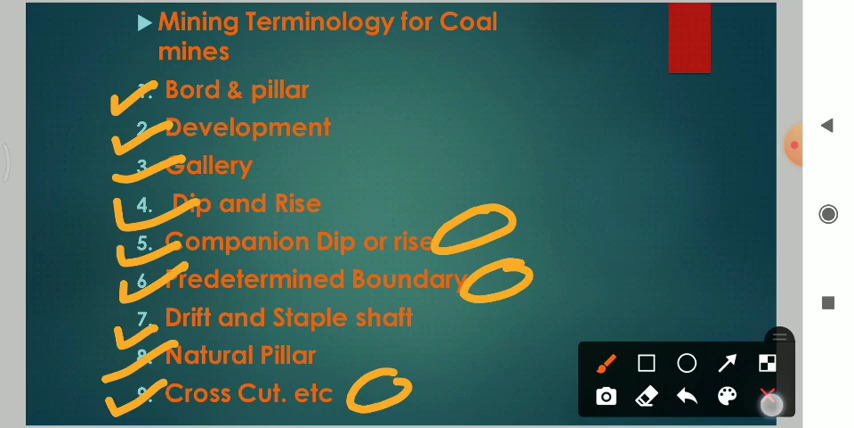 Mining Terminology for Coal
mines
1. Bord & pillar
2. Development
3. Gallery
4. Dip and Rise
5. Companion Dip or rise
6 Predetermined Boundary
7. Drift and Staple shaft
8. Natural Pillar
9. Cross Cut. etc